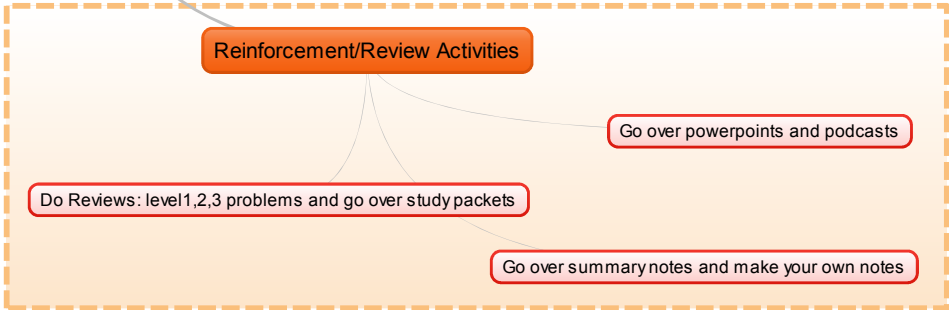 Reinforcement/Review Activities
Go over powerpoints and podcasts
Do Reviews: level1,2,3 problems and go over study packets
Go over summary notes and make your own notes